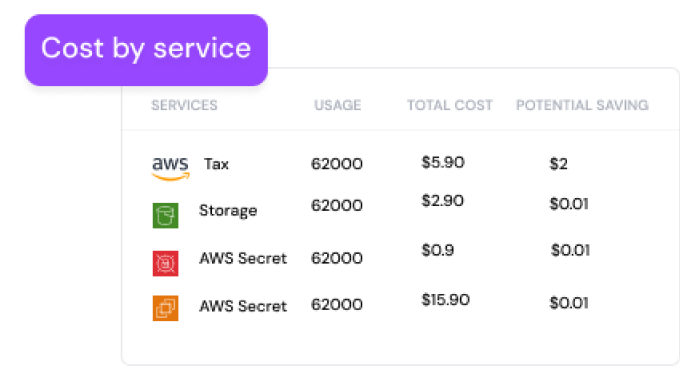 Cost by service
SERVICES USAGE TOTAL COST POTENTIAL SAVING
aws Tax 62000 $5.90 $2
Storage 62000 $2.90 $0.01
AWS Secret 62000 $0.9 $0.01
AWS Secret 62000 $15.90 $0.01